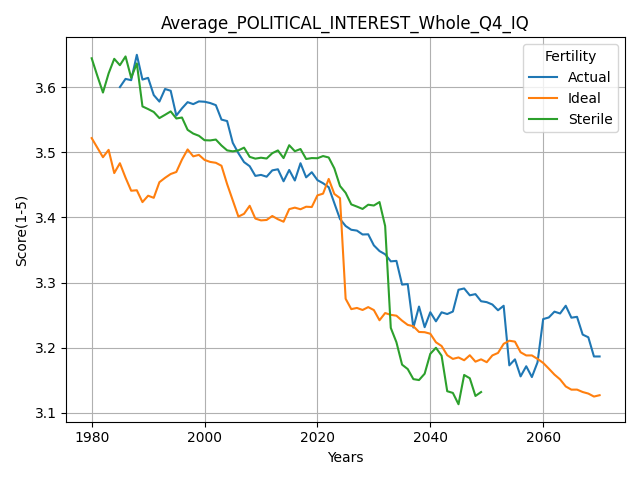 Average_POLITICAL_INTEREST_Whole_Q4_IQ
Fertility
Actual
Ideal
Sterile
Score(1-5)
3.6
3.5
3.4
3.3
3.2
3.1
1980 2000 2020 2040 2060
Years